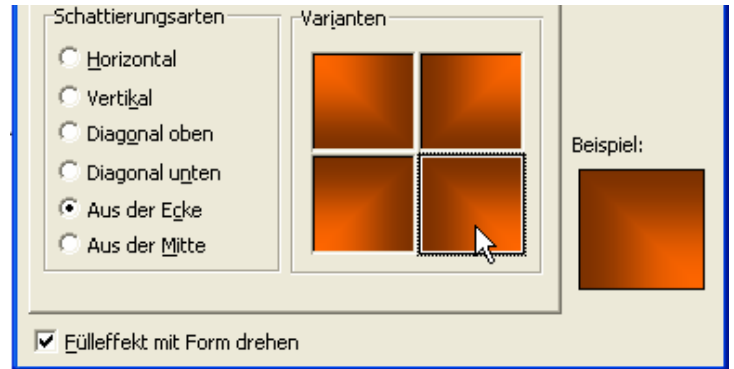 Schattierungsarten
Varianten
Horizontal
Vertikal
Diagonal oben
Diagonal unten
Aus der Ecke
Aus der Mitte
Beispiel:
Fülleffekt mit Form drehen